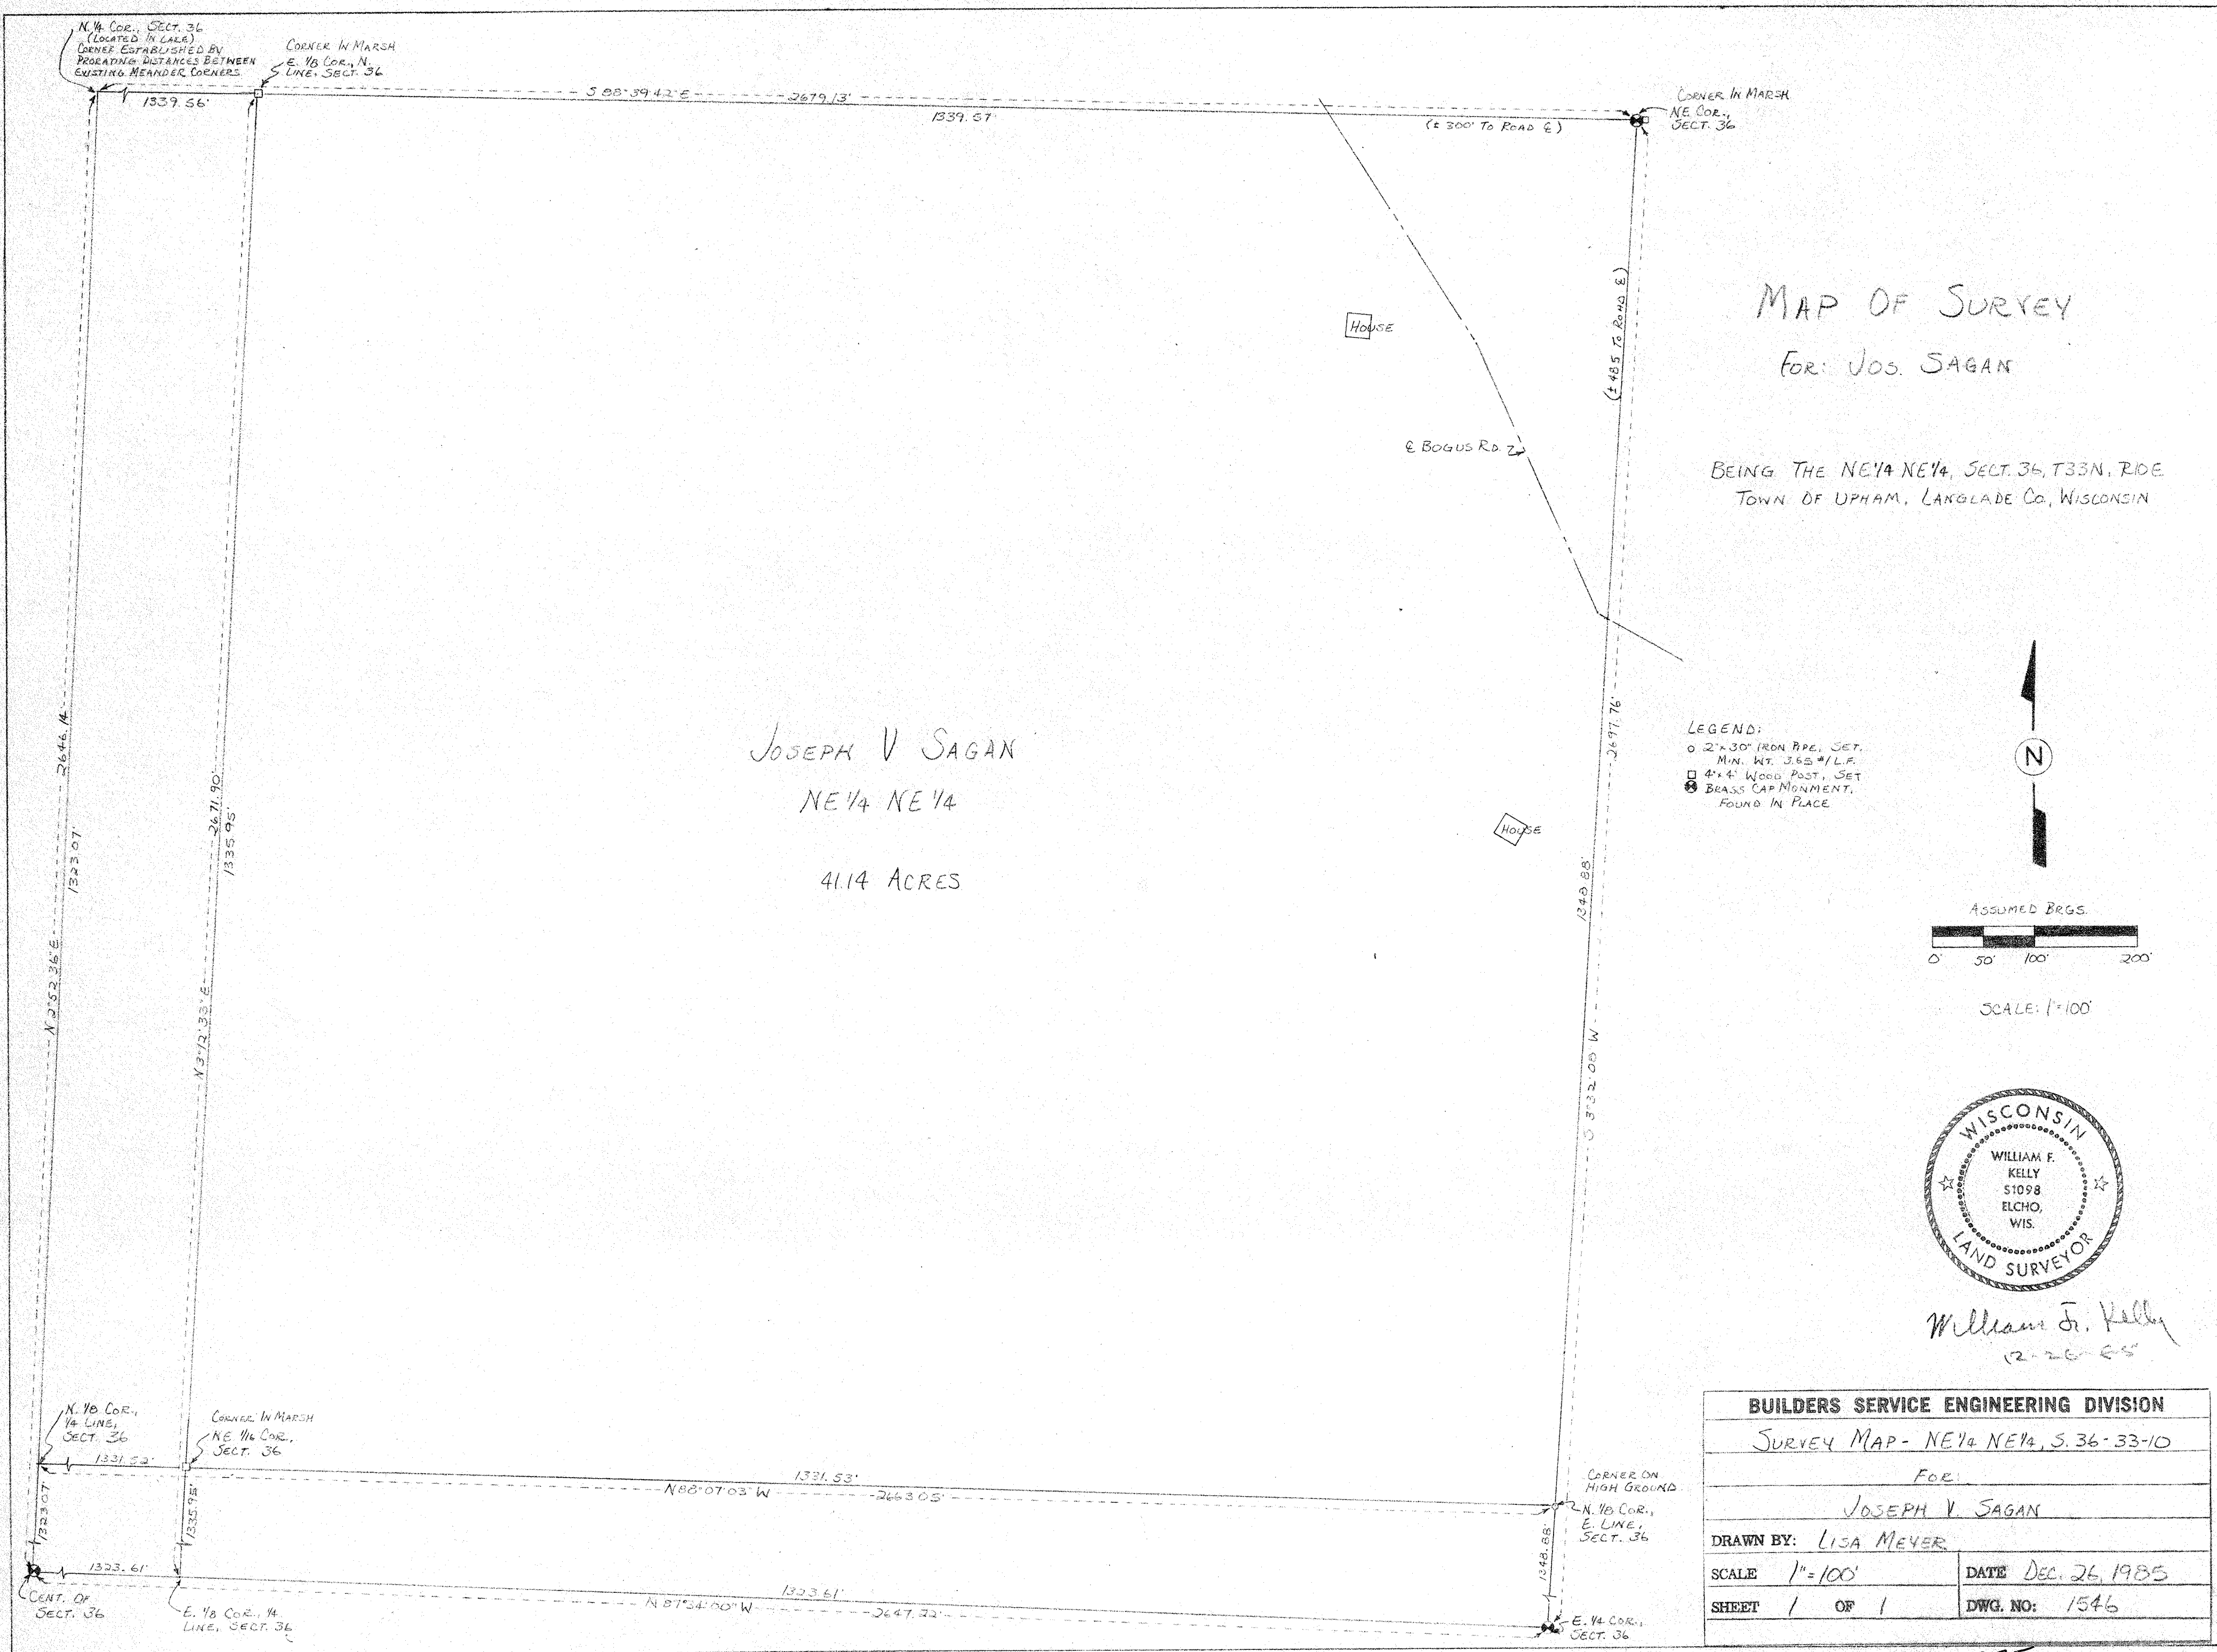 N. 1/4 COR., SECT. 36
(LOCATED IN LAKE)
CORNER ESTABLISHED BY
PRORATING DISTANCES BETWEEN
EXISTING MEANDER CORNERS
CORNER IN MARSH
E. 1/8 COR., N.
LINE, SECT. 36
1339.56'
S 88°39'42" E
2679.13'
1339.57'
(± 300' TO ROAD ℄)
CORNER IN MARSH
NE COR.,
SECT. 36
(± 485 TO ROAD ℄)
HOUSE
℄ BOGUS RD.
MAP OF SURVEY
FOR: JOS. SAGAN
BEING THE NE1/4 NE1/4, SECT. 36, T33N, R10E
TOWN OF UPHAM, LANGLADE CO., WISCONSIN
2646.14'
1323.07'
N 2°52'36" E
2671.90'
1335.95'
N 3°12'33" E
JOSEPH V SAGAN
NE 1/4 NE 1/4
41.14 ACRES
HOUSE
2697.76'
S 3°32'08 W
LEGEND:
2"x30" IRON PIPE, SET,
MIN. WT. 3.65 #/L.F.
4"x4" WOOD POST, SET
BRASS CAP MONMENT,
FOUND IN PLACE
N
ASSUMED BRGS.
0' 50' 100' 200'
SCALE: 1"=100'
WISCONSIN
WILLIAM F.
KELLY
S1098
ELCHO,
WIS.
LAND SURVEYOR
William F. Kelly
12-26-85
N. 1/8 COR.,
1/4 LINE,
SECT. 36
CORNER IN MARSH
NE 1/16 COR.,
SECT. 36
1331.52'
1331.53'
N88°07'03" W
2663.05'
CORNER ON
HIGH GROUND
N. 1/8 COR.,
E. LINE,
SECT. 36
1323.07'
1335.95'
1348.88'
1323.61'
1323.61'
N 87°34'00" W
2647.22'
CENT. OF
SECT. 36
E. 1/8 COR., 1/4
LINE, SECT. 36
E. 1/4 COR.,
SECT. 36
BUILDERS SERVICE ENGINEERING DIVISION
SURVEY MAP - NE1/4 NE1/4, S. 36-33-10
FOR:
JOSEPH V. SAGAN
DRAWN BY: LISA MEYER
SCALE 1"=100' DATE DEC. 26, 1985
SHEET 1 OF 1 DWG. NO: 1546